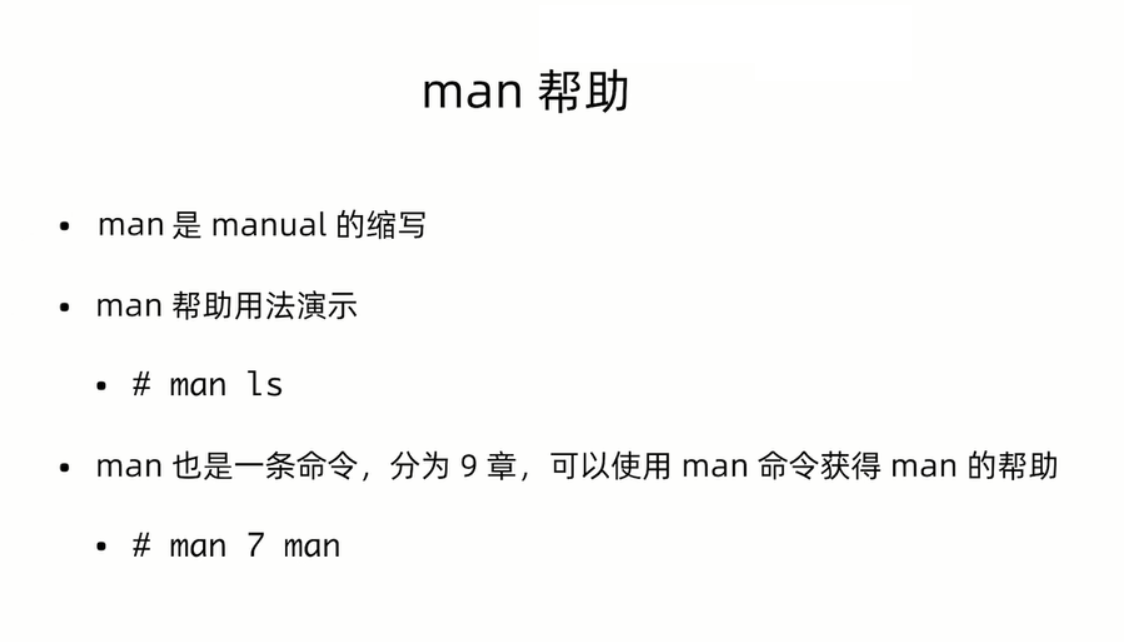 man 帮助
• man 是 manual 的缩写
• man 帮助用法演示
• # man ls
• man 也是一条命令，分为 9 章，可以使用 man 命令获得 man 的帮助
• # man 7 man